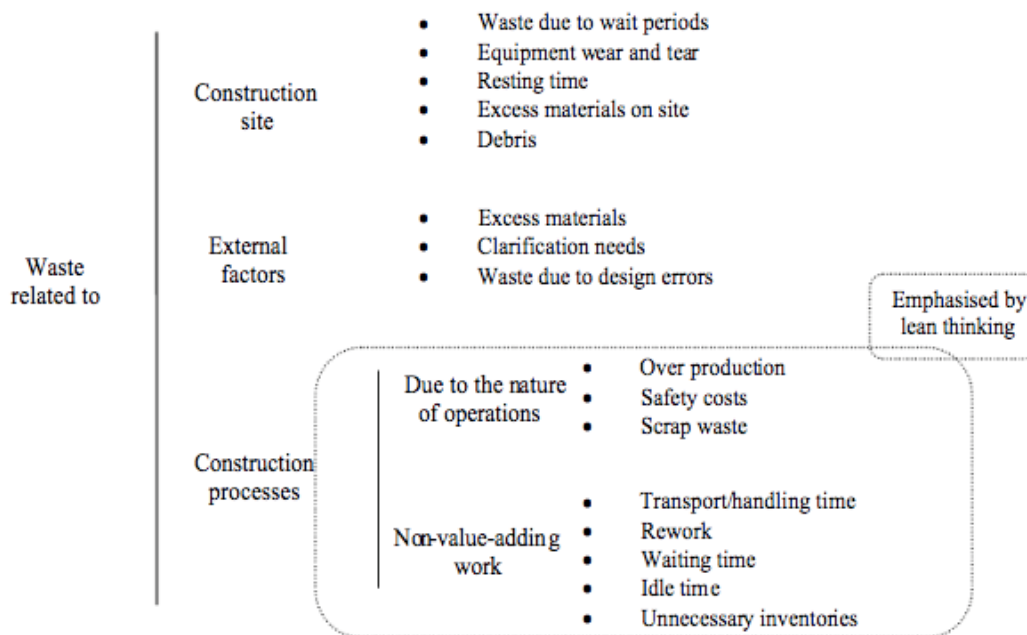 Waste
related to
Construction
site
• Waste due to wait periods
• Equipment wear and tear
• Resting time
• Excess materials on site
• Debris
External
factors
• Excess materials
• Clarification needs
• Waste due to design errors
Emphasised by
lean thinking
Construction
processes
Due to the nature
of operations
• Over production
• Safety costs
• Scrap waste
Non-value-adding
work
• Transport/handling time
• Rework
• Waiting time
• Idle time
• Unnecessary inventories